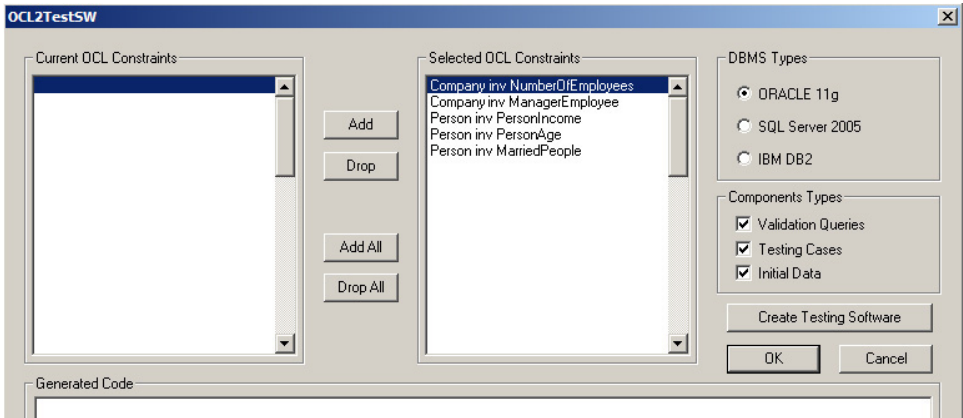 OCL2TestSW
Current OCL Constraints
Selected OCL Constraints
Company inv NumberOfEmployees
Company inv ManagerEmployee
Person inv PersonIncome
Person inv PersonAge
Person inv MarriedPeople
Add
Drop
Add All
Drop All
DBMS Types
ORACLE 11g
SQL Server 2005
IBM DB2
Components Types
Validation Queries
Testing Cases
Initial Data
Create Testing Software
OK
Cancel
Generated Code